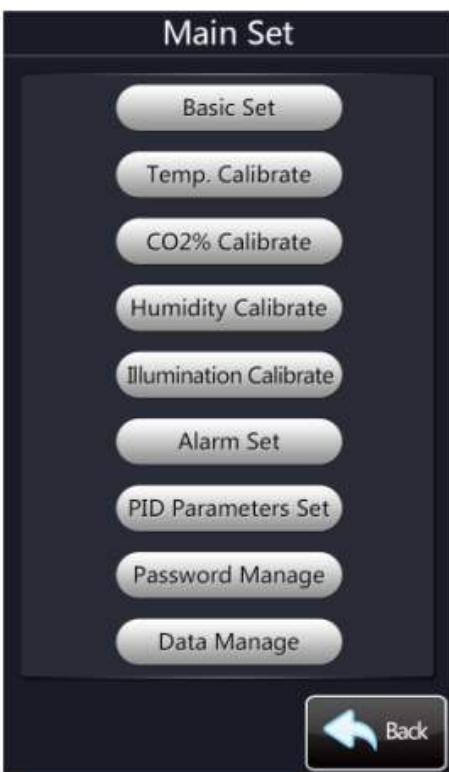 Main Set
Basic Set
Temp. Calibrate
CO2% Calibrate
Humidity Calibrate
Illumination Calibrate
Alarm Set
PID Parameters Set
Password Manage
Data Manage
Back